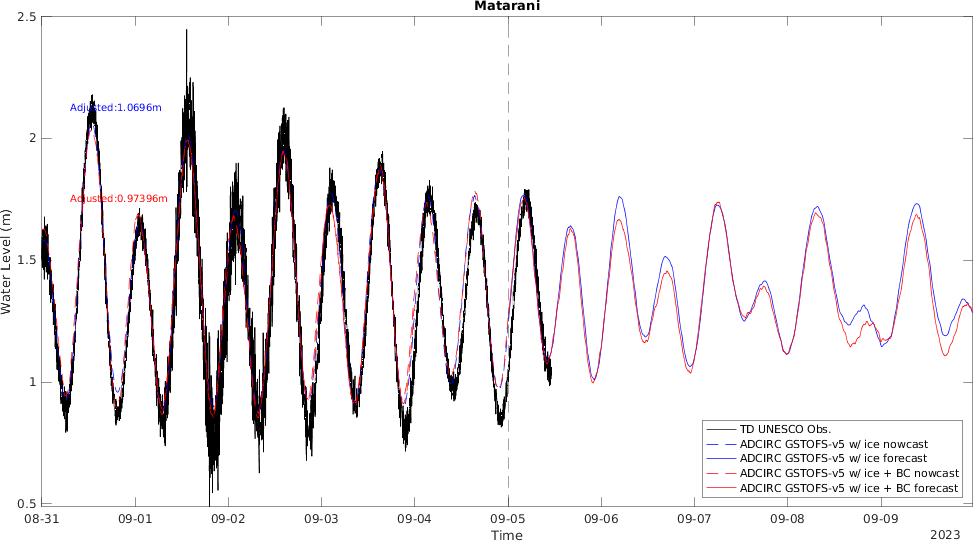 Matarani
2.5
2
1.5
1
0.5
Water Level (m)
Adjusted:1.0696m
Adjusted:0.97396m
TD UNESCO Obs.
ADCIRC GSTOFS-v5 w/ ice nowcast
ADCIRC GSTOFS-v5 w/ ice forecast
ADCIRC GSTOFS-v5 w/ ice + BC nowcast
ADCIRC GSTOFS-v5 w/ ice + BC forecast
08-31 09-01 09-02 09-03 09-04 09-05 09-06 09-07 09-08 09-09
Time
2023